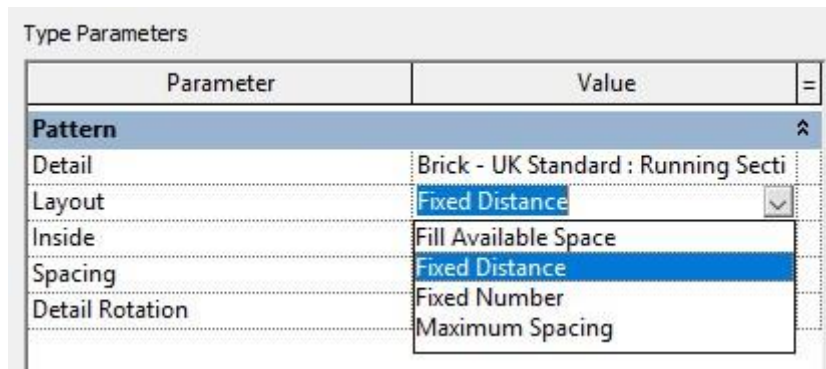 Type Parameters
Parameter Value =
Pattern
Detail Brick - UK Standard : Running Secti
Layout Fixed Distance
Inside Fill Available Space
Spacing Fixed Distance
Fixed Number
Detail Rotation Maximum Spacing